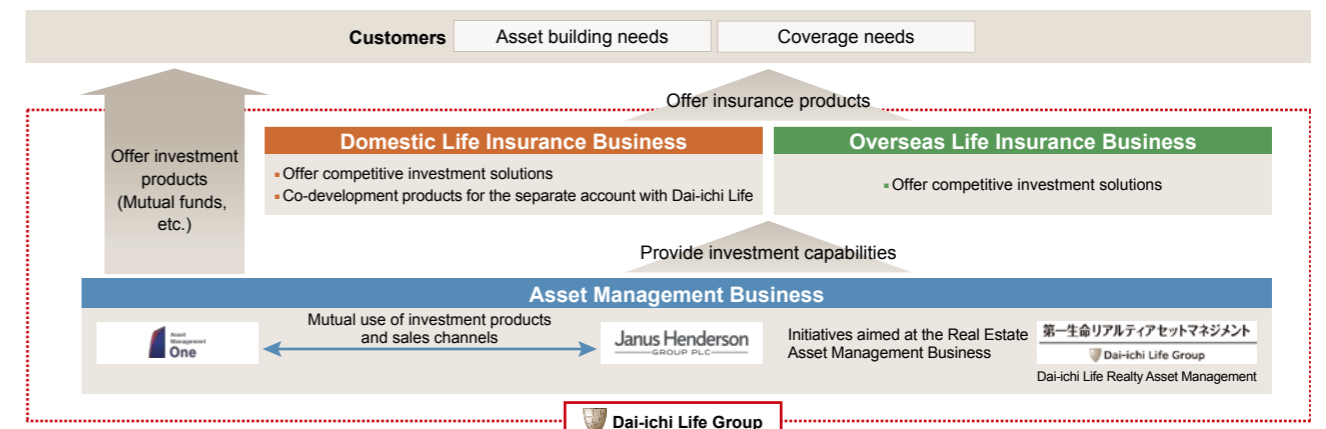 Customers
Asset building needs
Coverage needs
Offer insurance products
Offer investment
products
(Mutual funds,
etc.)
Domestic Life Insurance Business
▪Offer competitive investment solutions
▪Co-development products for the separate account with Dai-ichi Life
Overseas Life Insurance Business
▪Offer competitive investment solutions
Provide investment capabilities
Asset Management Business
Asset
Management
One
Mutual use of investment products
and sales channels
Janus Henderson
GROUP PLC
Initiatives aimed at the Real Estate
Asset Management Business
第一生命リアルティアセットマネジメント
Dai-ichi Life Group
Dai-ichi Life Realty Asset Management
Dai-ichi Life Group